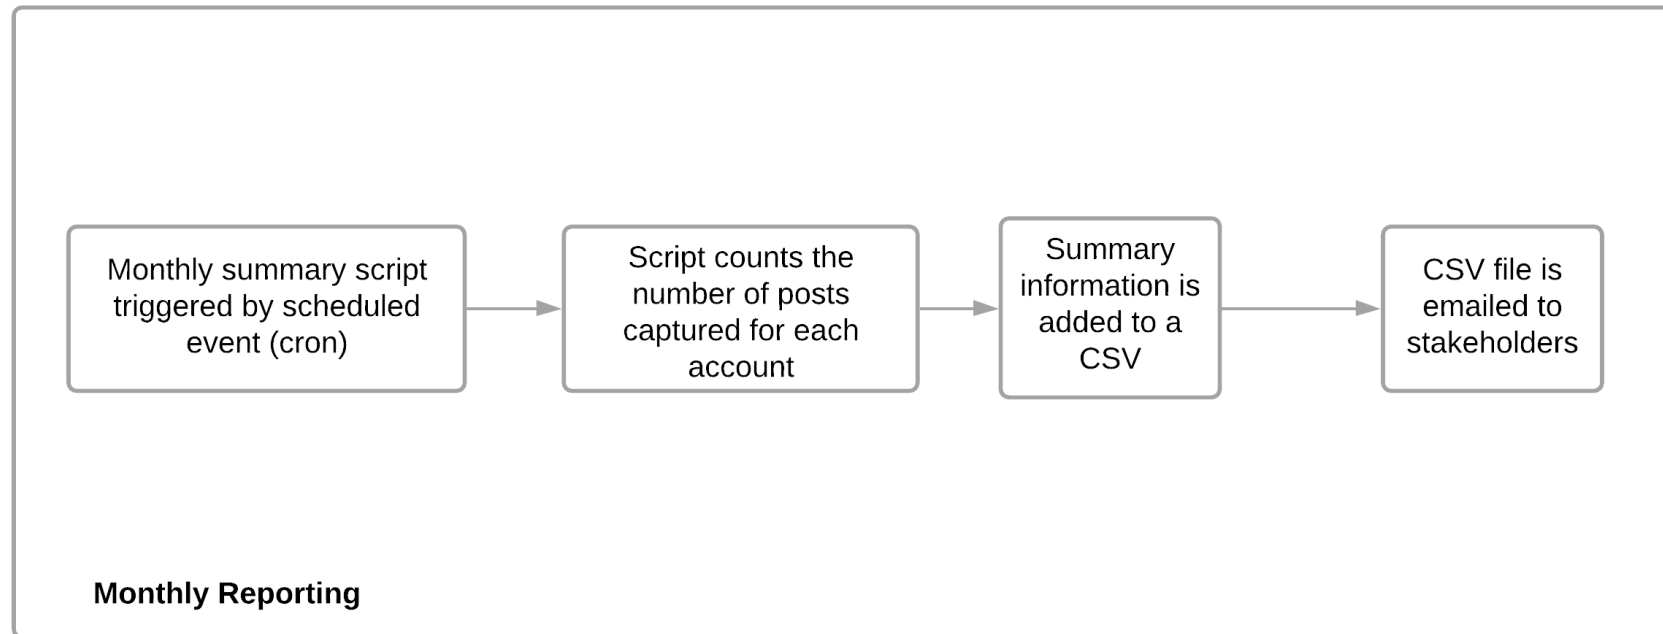 Monthly summary script
triggered by scheduled
event (cron)
Script counts the
number of posts
captured for each
account
Summary
information is
added to a
CSV
CSV file is
emailed to
stakeholders
Monthly Reporting